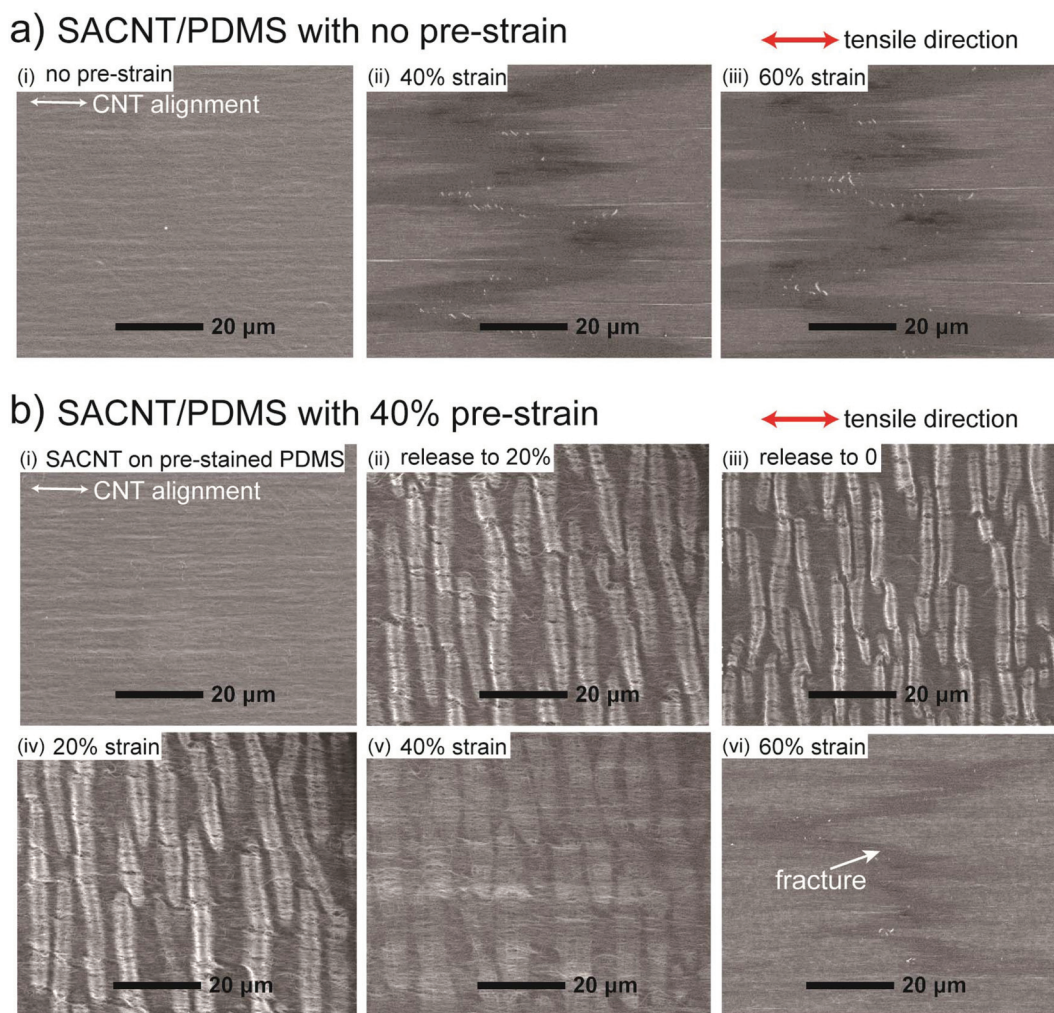 a) SACNT/PDMS with no pre-strain
tensile direction
(i) no pre-strain
CNT alignment
20 µm
(ii) 40% strain
20 µm
(iii) 60% strain
20 µm
b) SACNT/PDMS with 40% pre-strain
tensile direction
(i) SACNT on pre-stained PDMS
CNT alignment
20 µm
(ii) release to 20%
20 µm
(iii) release to 0
20 µm
(iv) 20% strain
20 µm
(v) 40% strain
20 µm
(vi) 60% strain
fracture
20 µm